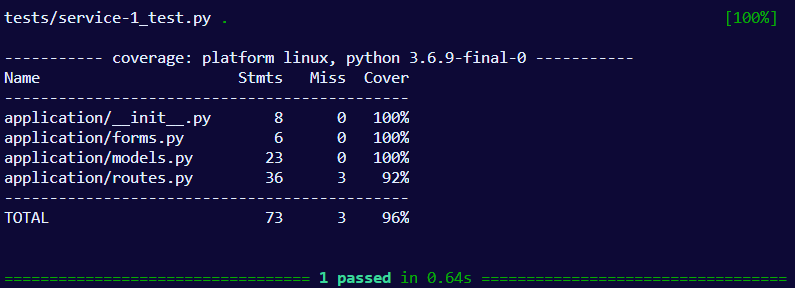 tests/service-1_test.py . [100%]
----------- coverage: platform linux, python 3.6.9-final-0 -----------
Name                       Stmts   Miss  Cover
---------------------------------------------
application/__init__.py        8      0   100%
application/forms.py           6      0   100%
application/models.py         23      0   100%
application/routes.py         36      3    92%
---------------------------------------------
TOTAL                         73      3    96%
================================== 1 passed in 0.64s ==================================